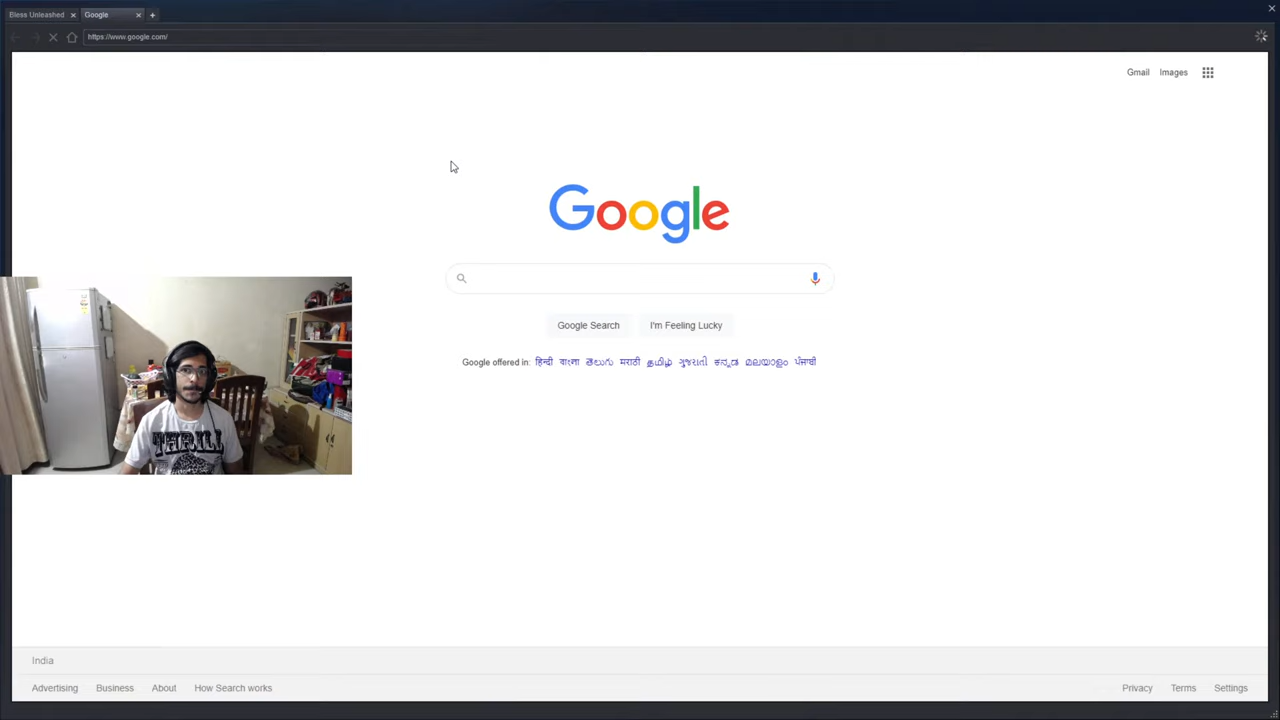 Bless Unleashed
Google
https://www.google.com/
Gmail Images
Google
Google Search I'm Feeling Lucky
Google offered in: हिन्दी বাংলা తెలుగు मराठी தமிழ் ગુજરાતી ಕನ್ನಡ മലയാളം ਪੰਜਾਬੀ
THRILL
India
Advertising Business About How Search works
Privacy Terms Settings